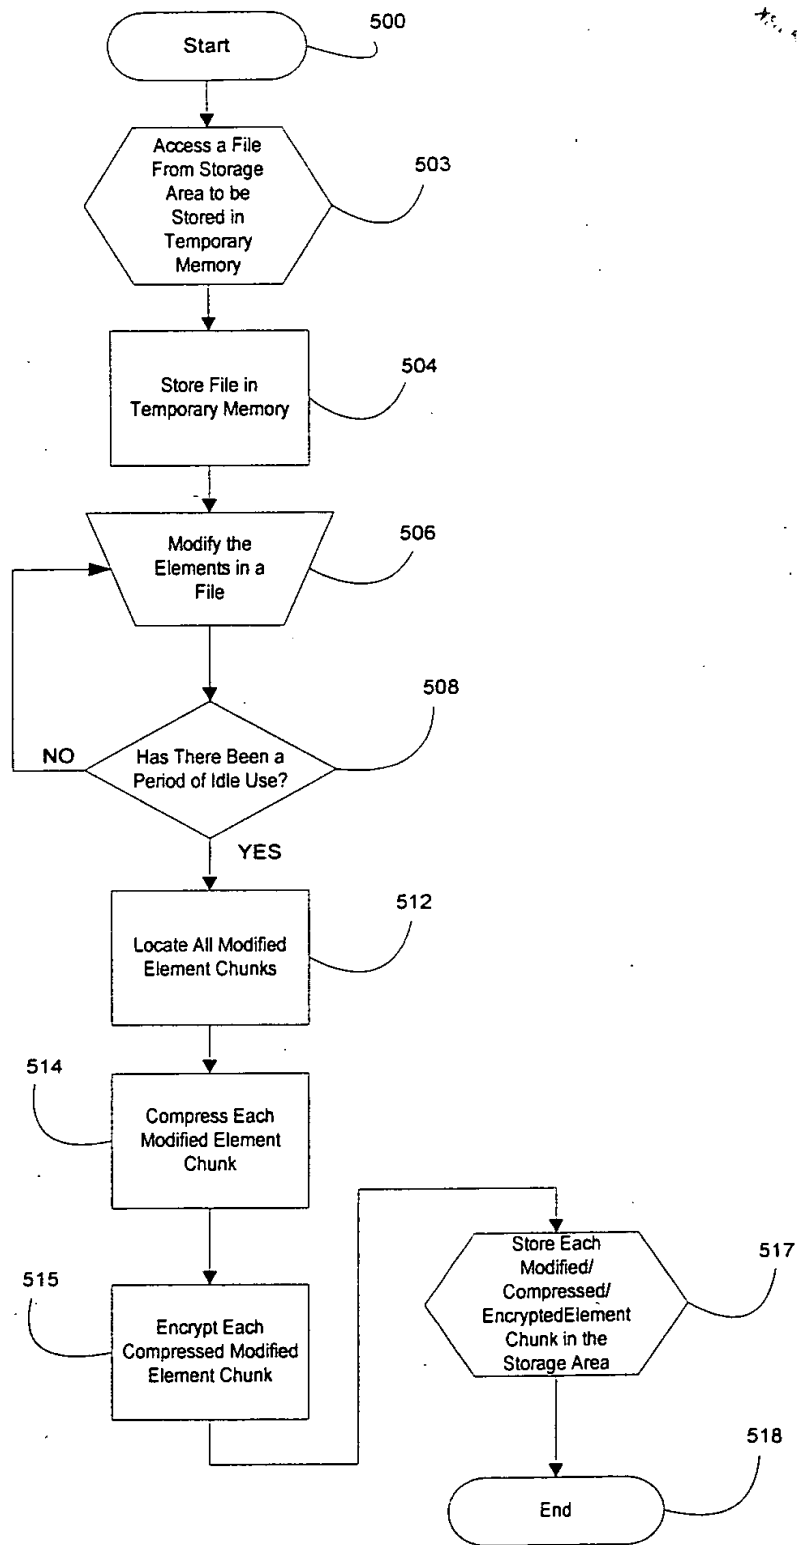 Start
500
Access a File
From Storage
Area to be
Stored in
Temporary
Memory
503
Store File in
Temporary Memory
504
Modify the
Elements in a
File
506
Has There Been a
Period of Idle Use?
508
NO
YES
Locate All Modified
Element Chunks
512
514
Compress Each
Modified Element
Chunk
515
Encrypt Each
Compressed Modified
Element Chunk
Store Each
Modified/
Compressed/
EncryptedElement
Chunk in the
Storage Area
517
End
518